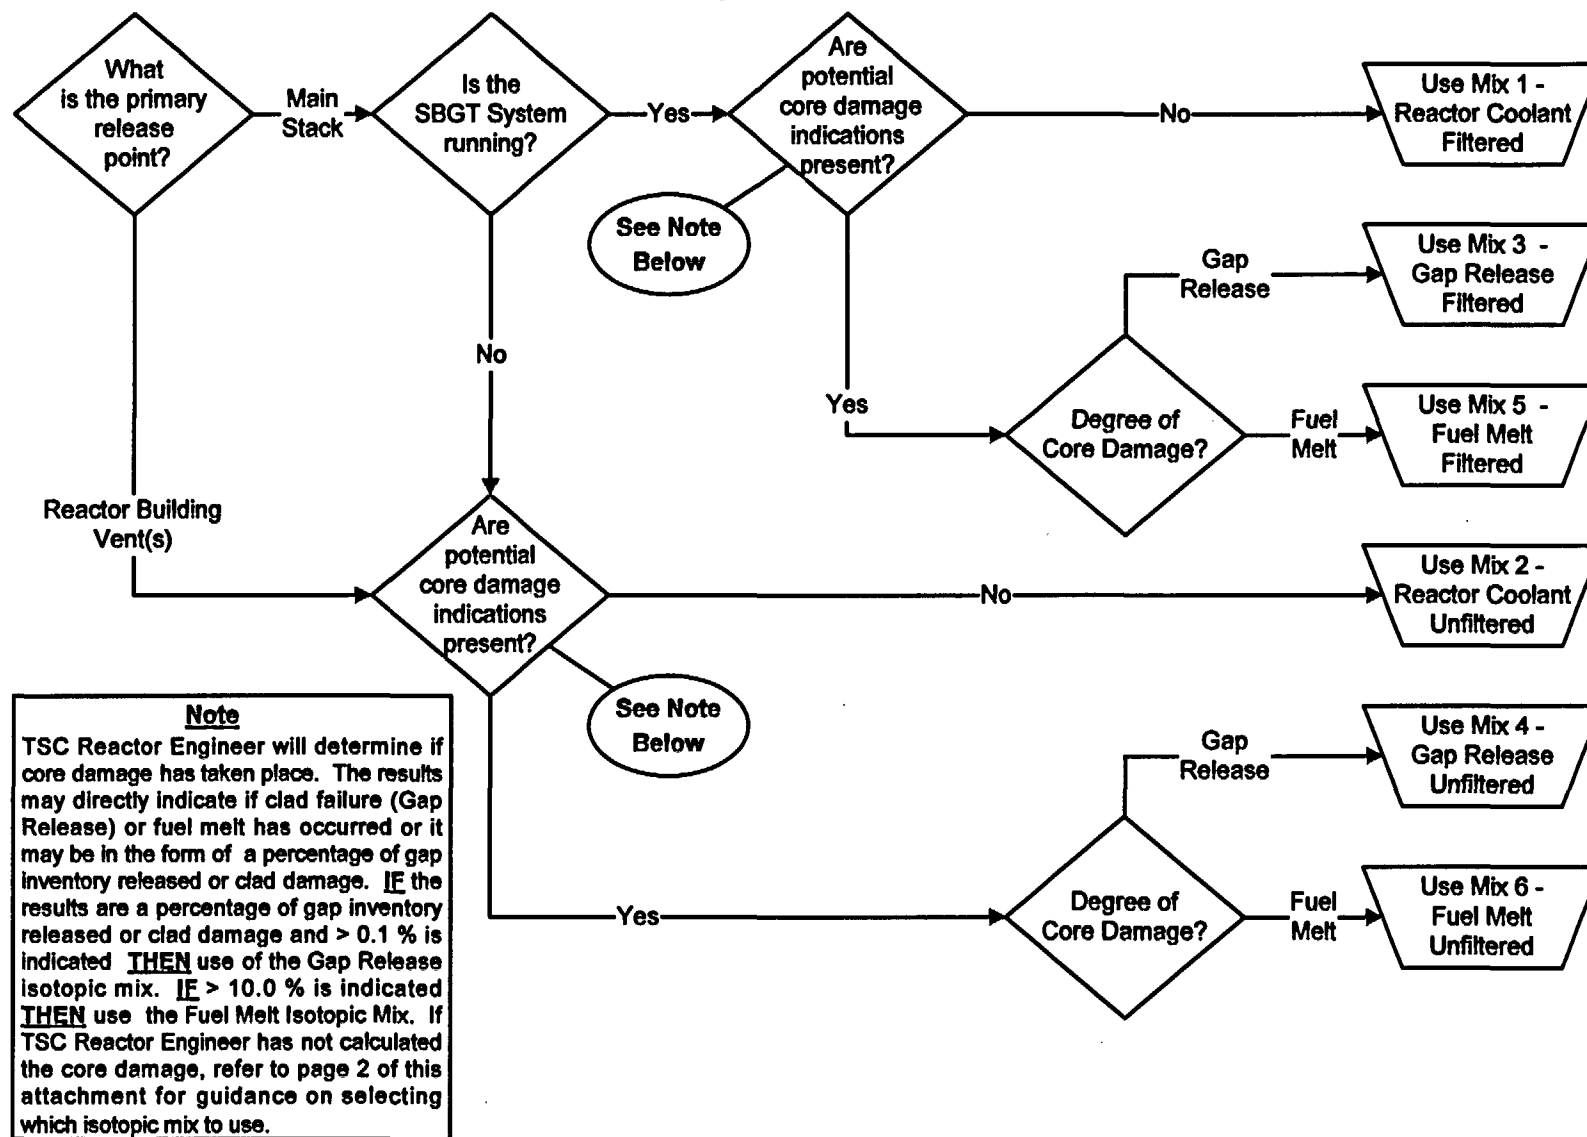 What
is the primary
release
point?
Main
Stack
Is the
SBGT System
running?
Yes
Are
potential
core damage
indications
present?
No
Use Mix 1 -
Reactor Coolant
Filtered
See Note
Below
Gap
Release
Use Mix 3 -
Gap Release
Filtered
No
Yes
Degree of
Core Damage?
Fuel
Melt
Use Mix 5 -
Fuel Melt
Filtered
Reactor Building
Vent(s)
Are
potential
core damage
indications
present?
No
Use Mix 2 -
Reactor Coolant
Unfiltered
See Note
Below
Gap
Release
Use Mix 4 -
Gap Release
Unfiltered
Yes
Degree of
Core Damage?
Fuel
Melt
Use Mix 6 -
Fuel Melt
Unfiltered
Note
TSC Reactor Engineer will determine if
core damage has taken place. The results
may directly indicate if clad failure (Gap
Release) or fuel melt has occurred or it
may be in the form of a percentage of gap
inventory released or clad damage. IF the
results are a percentage of gap inventory
released or clad damage and > 0.1 % is
indicated THEN use of the Gap Release
isotopic mix. IF > 10.0 % is indicated
THEN use the Fuel Melt Isotopic Mix. If
TSC Reactor Engineer has not calculated
the core damage, refer to page 2 of this
attachment for guidance on selecting
which isotopic mix to use.